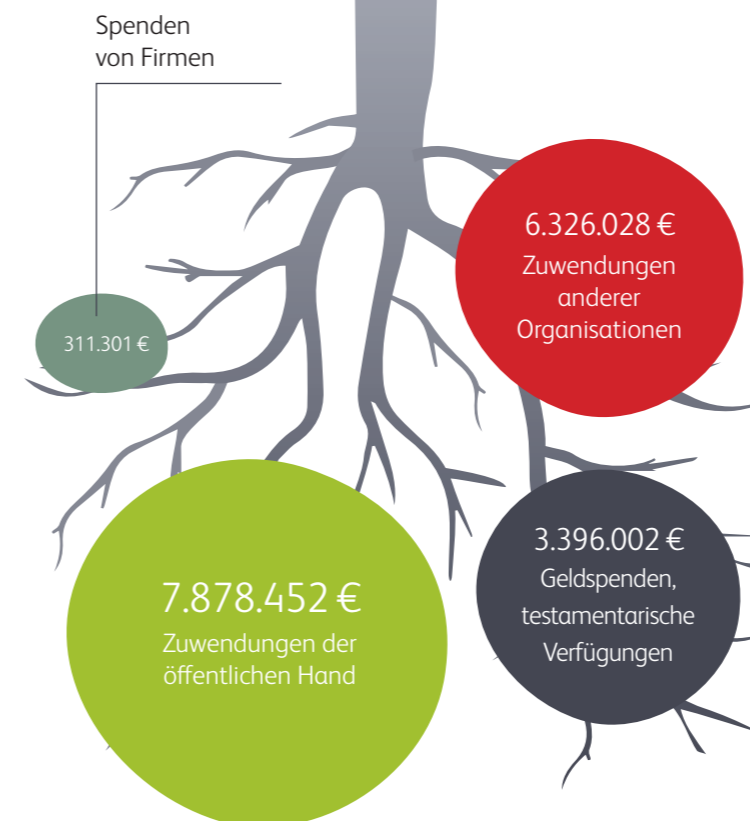 Spenden
von Firmen
311.301 €
6.326.028 €
Zuwendungen
anderer
Organisationen
7.878.452 €
Zuwendungen der
öffentlichen Hand
3.396.002 €
Geldspenden,
testamentarische
Verfügungen